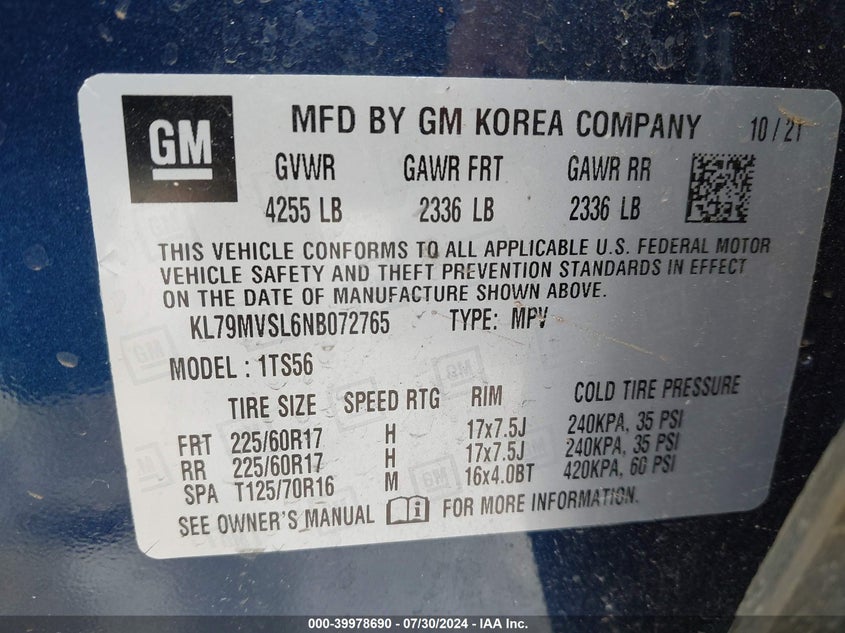 GM MFD BY GM KOREA COMPANY 10/21
GVWR GAWR FRT GAWR RR
4255 LB 2336 LB 2336 LB
THIS VEHICLE CONFORMS TO ALL APPLICABLE U.S. FEDERAL MOTOR
VEHICLE SAFETY AND THEFT PREVENTION STANDARDS IN EFFECT
ON THE DATE OF MANUFACTURE SHOWN ABOVE.
KL79MVSL6NB072765 TYPE: MPV
MODEL : 1TS56
TIRE SIZE SPEED RTG RIM COLD TIRE PRESSURE
FRT 225/60R17 H 17x7.5J 240KPA, 35 PSI
RR 225/60R17 H 17x7.5J 240KPA, 35 PSI
SPA T125/70R16 M 16x4.0BT 420KPA, 60 PSI
SEE OWNER'S MANUAL FOR MORE INFORMATION.
000-39978690 / 07/30/2024 - IAA Inc.